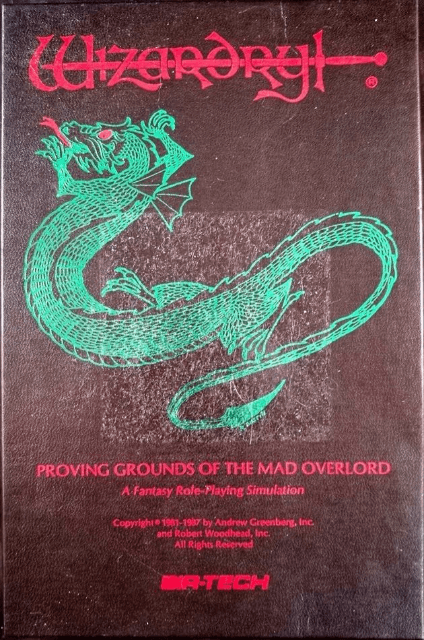 Wizardry I ®
PROVING GROUNDS OF THE MAD OVERLORD
A Fantasy Role-Playing Simulation
Copyright® 1981-1987 by Andrew Greenberg, Inc.
and Robert Woodhead, Inc.
All Rights Reserved
SIR-TECH